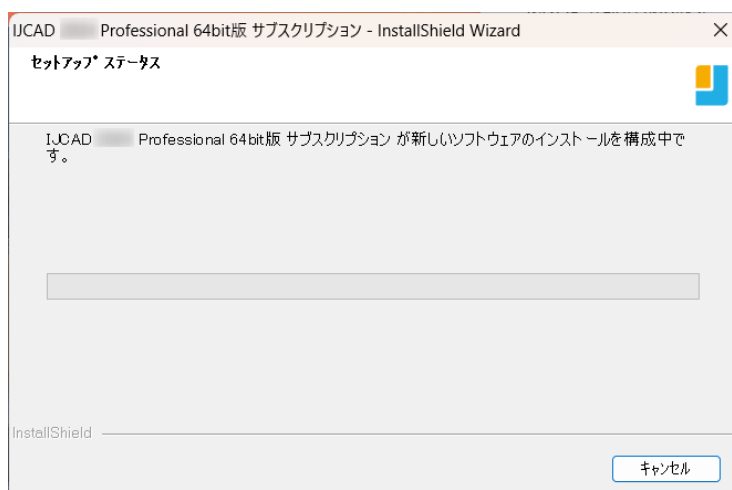 IJCAD Professional 64bit版 サブスクリプション - InstallShield Wizard
セットアップ ステータス
IJCAD Professional 64bit版 サブスクリプション が新しいソフトウェアのインストールを構成中で
す。
InstallShield
キャンセル